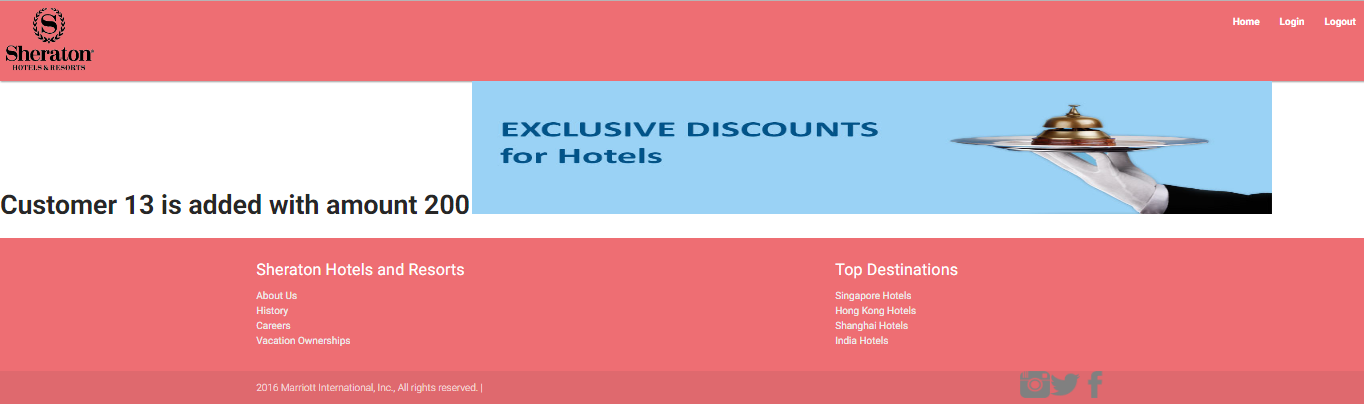 S
Sheraton
HOTELS & RESORTS
Home Login Logout
EXCLUSIVE DISCOUNTS
for Hotels
Customer 13 is added with amount 200
Sheraton Hotels and Resorts
About Us
History
Careers
Vacation Ownerships
Top Destinations
Singapore Hotels
Hong Kong Hotels
Shanghai Hotels
India Hotels
2016 Marriott International, Inc., All rights reserved. |